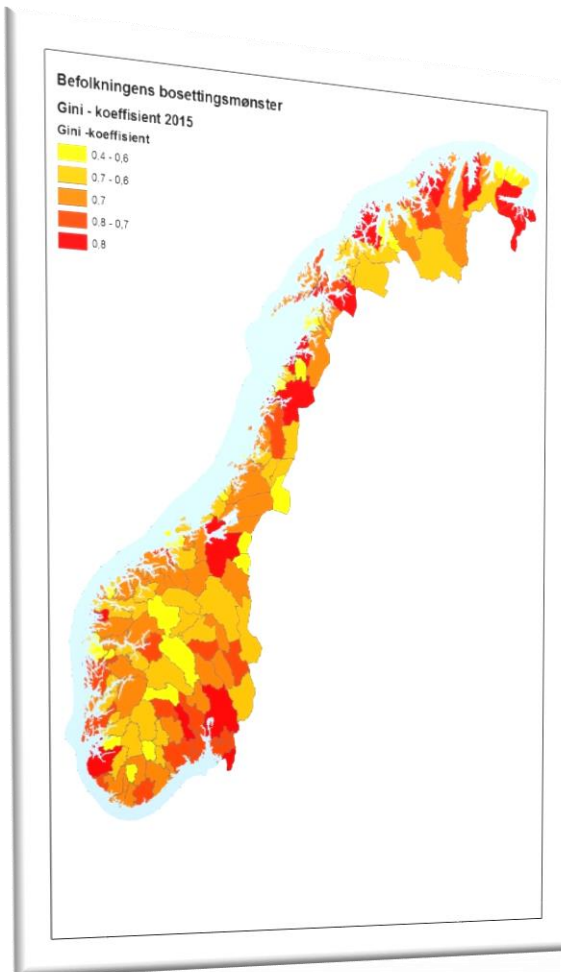 Befolkningens bosettingsmønster
Gini - koeffisient 2015
Gini -koeffisient
0,4 - 0,6
0,7 - 0,6
0,7
0,8 - 0,7
0,8